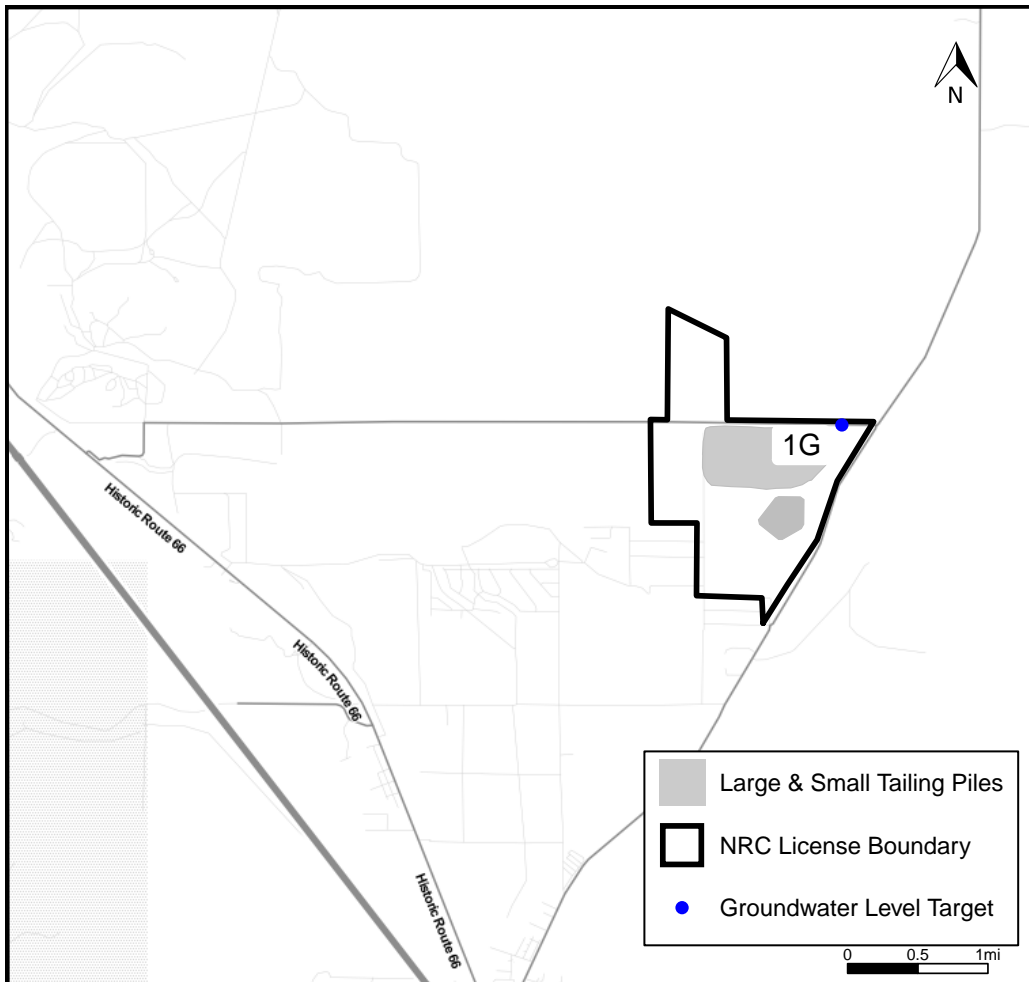 N
1G
Historic Route 66
Historic Route 66
Historic Route 66
Large & Small Tailing Piles
NRC License Boundary
Groundwater Level Target
0 0.5 1mi